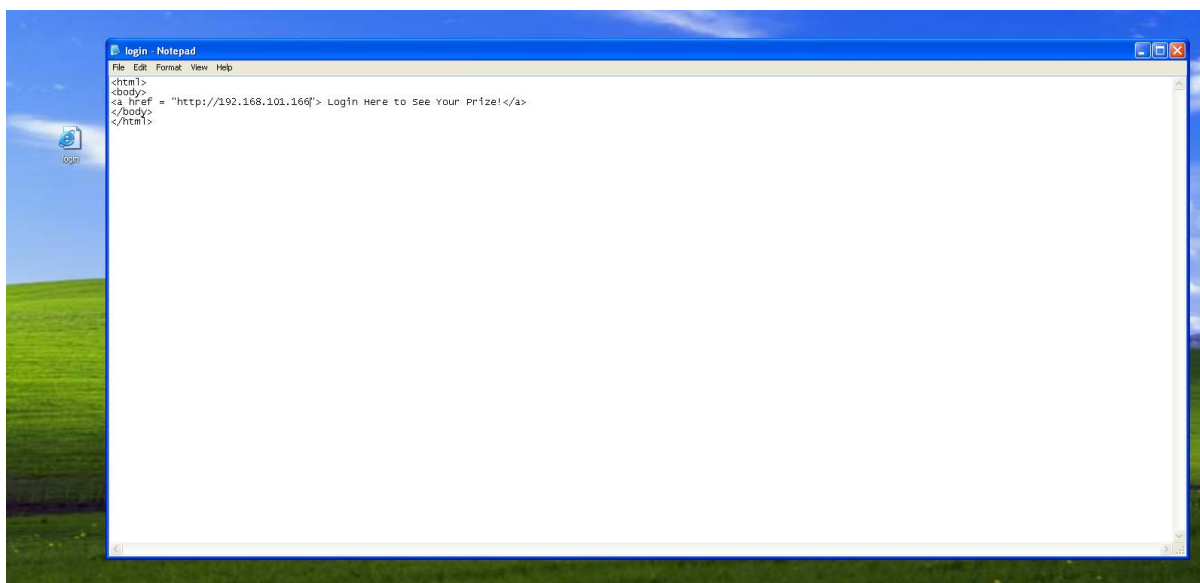 login - Notepad
File Edit Format View Help
<html>
<body>
<a href = "http://192.168.101.166"> Login Here to See Your Prize!</a>
</body>
</html>
login